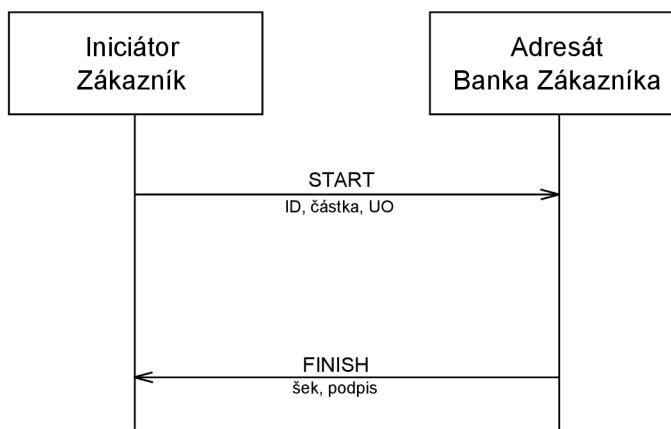 Iniciátor
Zákazník
Adresát
Banka Zákazníka
START
ID, částka, UO
FINISH
šek, podpis